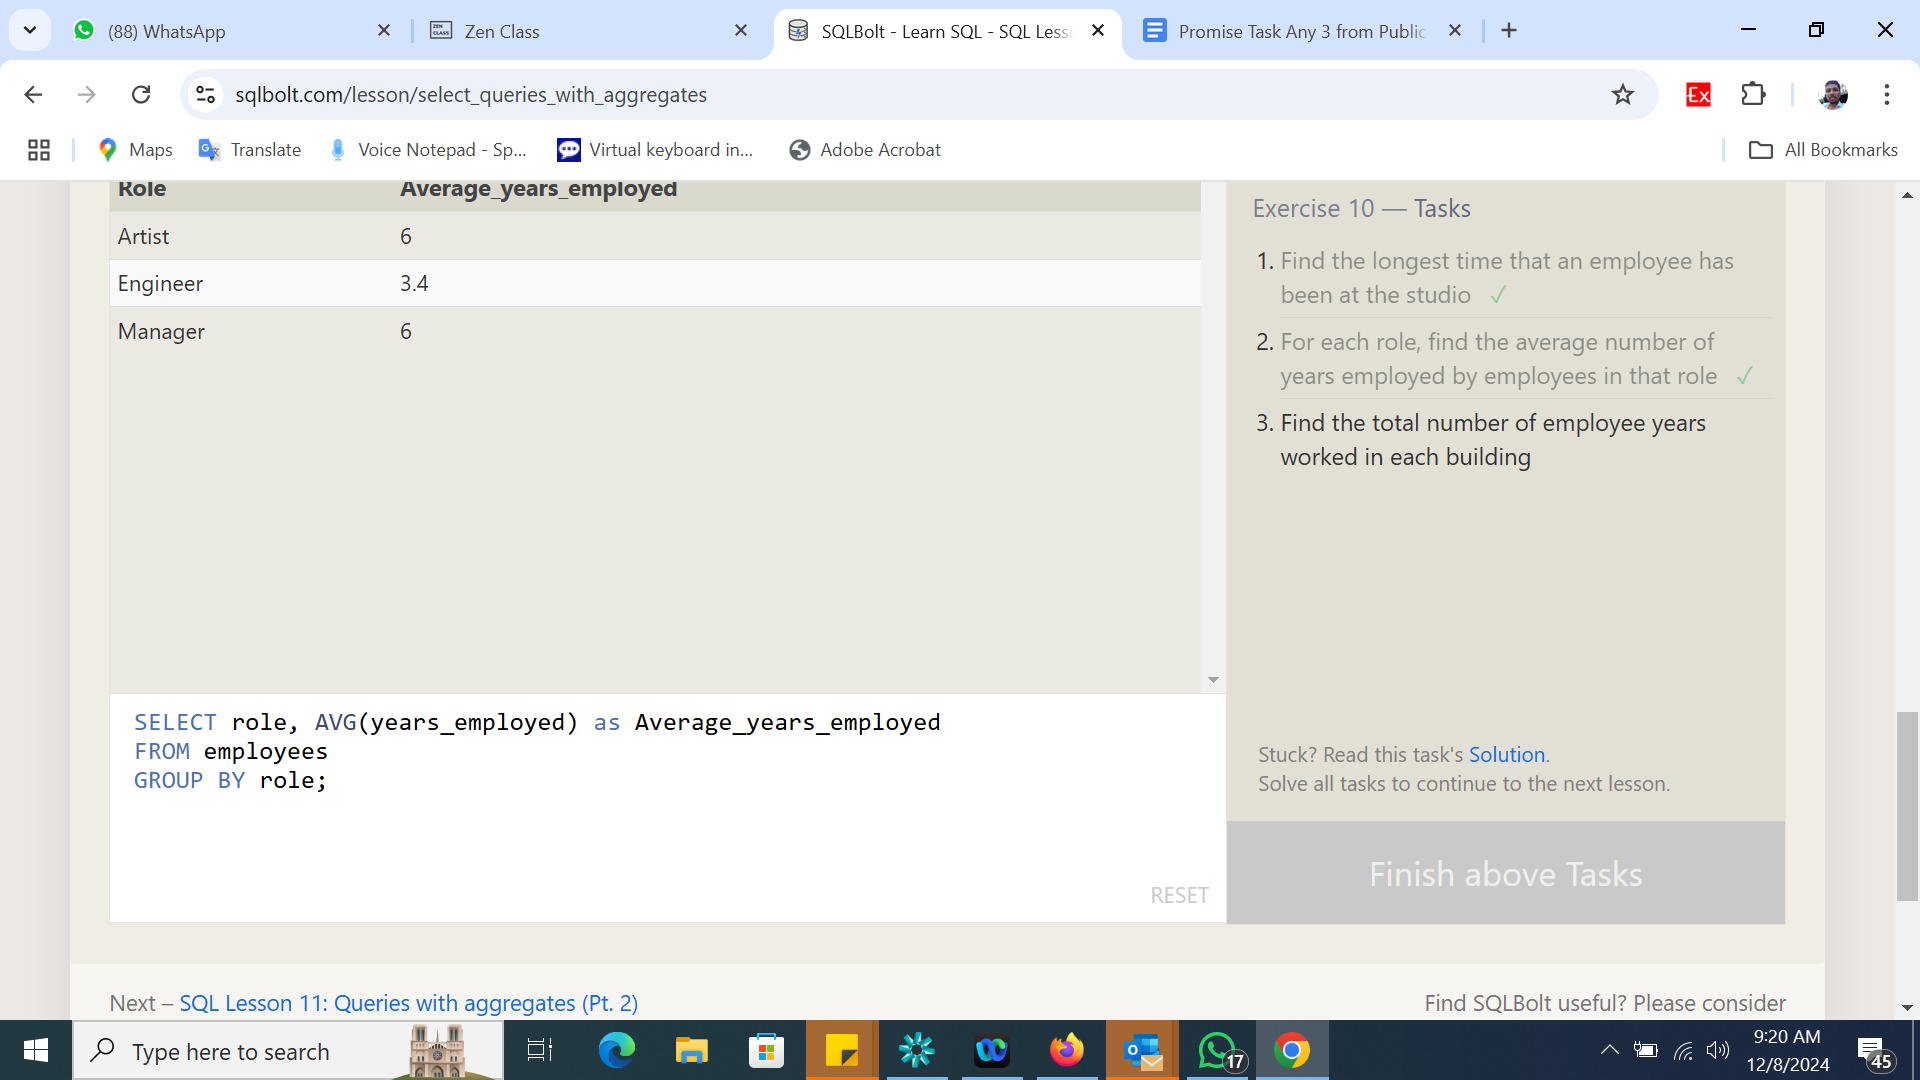 (88) WhatsApp
Zen Class
SQLBolt - Learn SQL - SQL Less
Promise Task Any 3 from Public
sqlbolt.com/lesson/select_queries_with_aggregates
Maps
Translate
Voice Notepad - Sp...
Virtual keyboard in...
Adobe Acrobat
All Bookmarks
Role Average_years_employed
Artist 6
Engineer 3.4
Manager 6
Exercise 10 — Tasks
1. Find the longest time that an employee has
been at the studio ✓
2. For each role, find the average number of
years employed by employees in that role ✓
3. Find the total number of employee years
worked in each building
Stuck? Read this task's Solution.
Solve all tasks to continue to the next lesson.
Finish above Tasks
SELECT role, AVG(years_employed) as Average_years_employed
FROM employees
GROUP BY role;
RESET
Next – SQL Lesson 11: Queries with aggregates (Pt. 2)
Find SQLBolt useful? Please consider
Type here to search
17
9:20 AM
12/8/2024
45